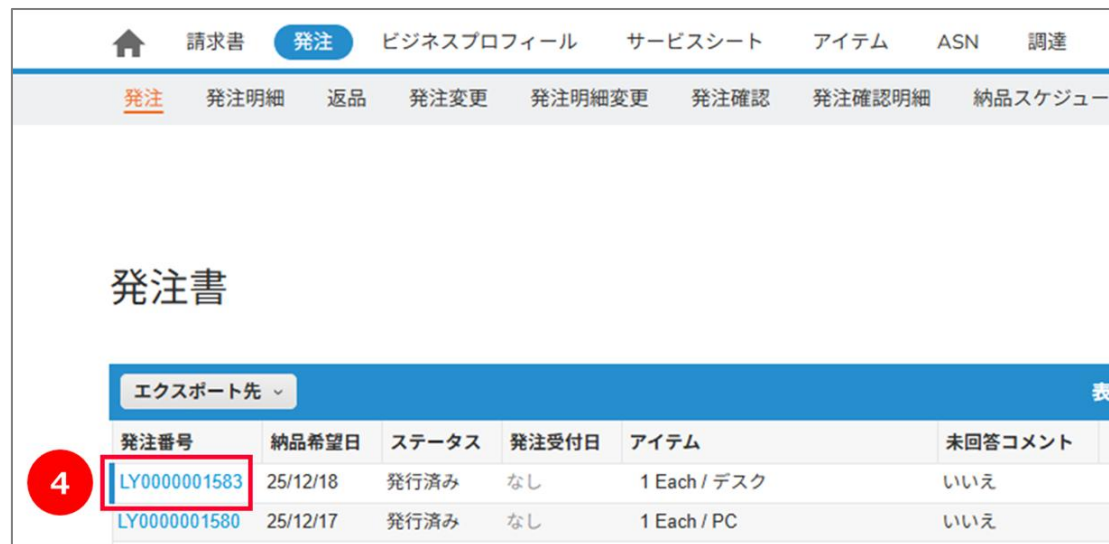 請求書 発注 ビジネスプロフィール サービスシート アイテム ASN 調達
発注 発注明細 返品 発注変更 発注明細変更 発注確認 発注確認明細 納品スケジュー
発注書
エクスポート先 表
発注番号 納品希望日 ステータス 発注受付日 アイテム 未回答コメント
4 LY0000001583 25/12/18 発行済み なし 1 Each / デスク いいえ
LY0000001580 25/12/17 発行済み なし 1 Each / PC いいえ